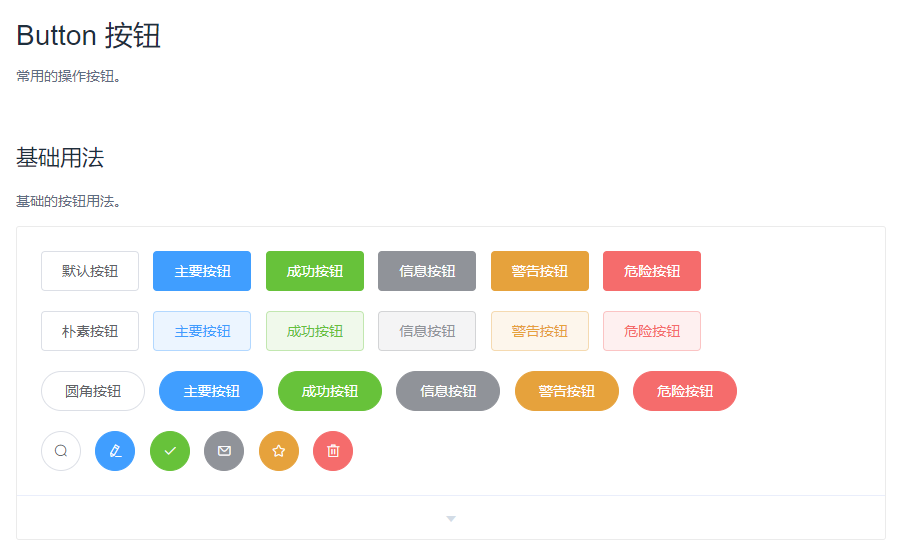 Button 按钮
常用的操作按钮。
基础用法
基础的按钮用法。
默认按钮 主要按钮 成功按钮 信息按钮 警告按钮 危险按钮
朴素按钮 主要按钮 成功按钮 信息按钮 警告按钮 危险按钮
圆角按钮 主要按钮 成功按钮 信息按钮 警告按钮 危险按钮